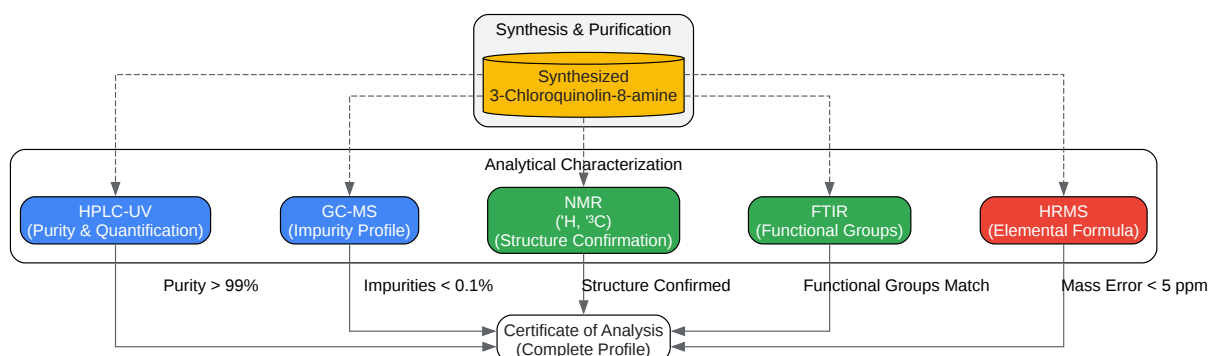 Synthesis & Purification
Synthesized
3-Chloroquinolin-8-amine
Analytical Characterization
HPLC-UV
(Purity & Quantification)
GC-MS
(Impurity Profile)
NMR
('H, '³C)
(Structure Confirmation)
FTIR
(Functional Groups)
HRMS
(Elemental Formula)
Purity > 99%
Impurities < 0.1%
Structure Confirmed
Functional Groups Match
Mass Error < 5 ppm
Certificate of Analysis
(Complete Profile)